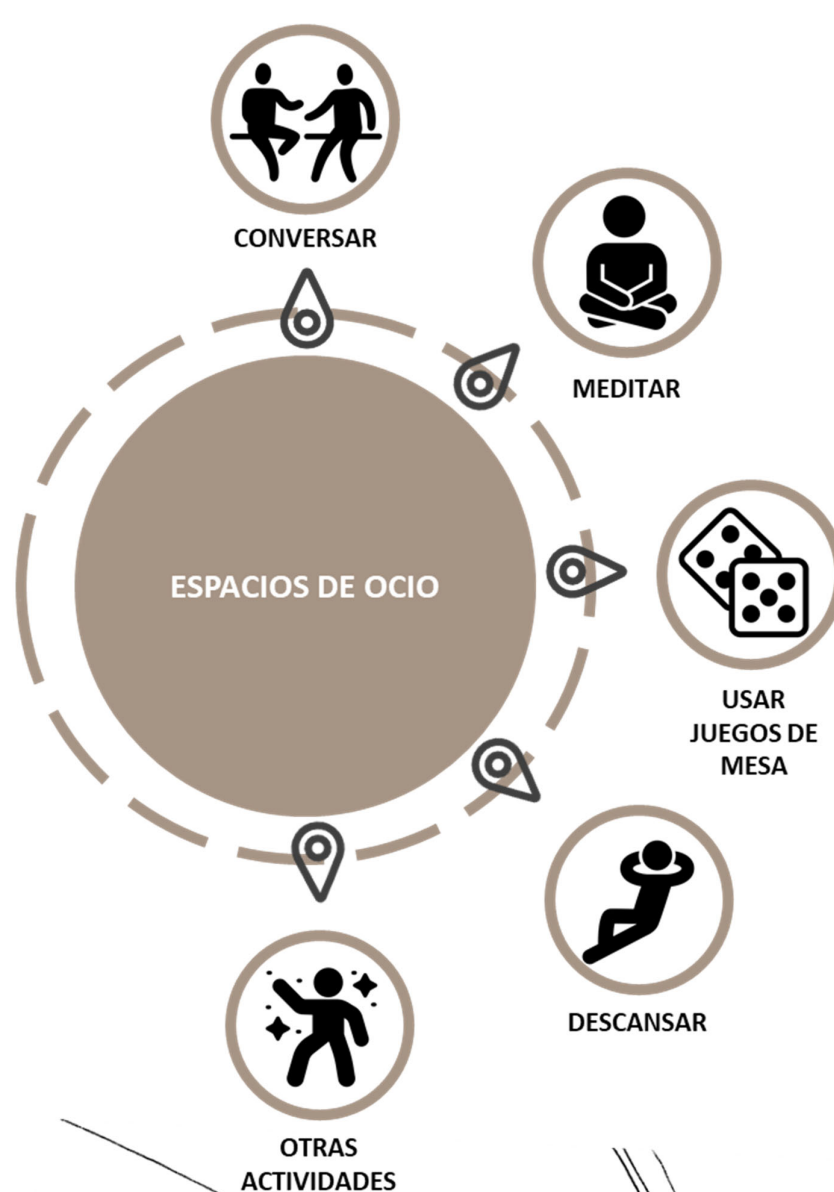 CONVERSAR
MEDITAR
ESPACIOS DE OCIO
USAR
JUEGOS DE
MESA
DESCANSAR
OTRAS
ACTIVIDADES